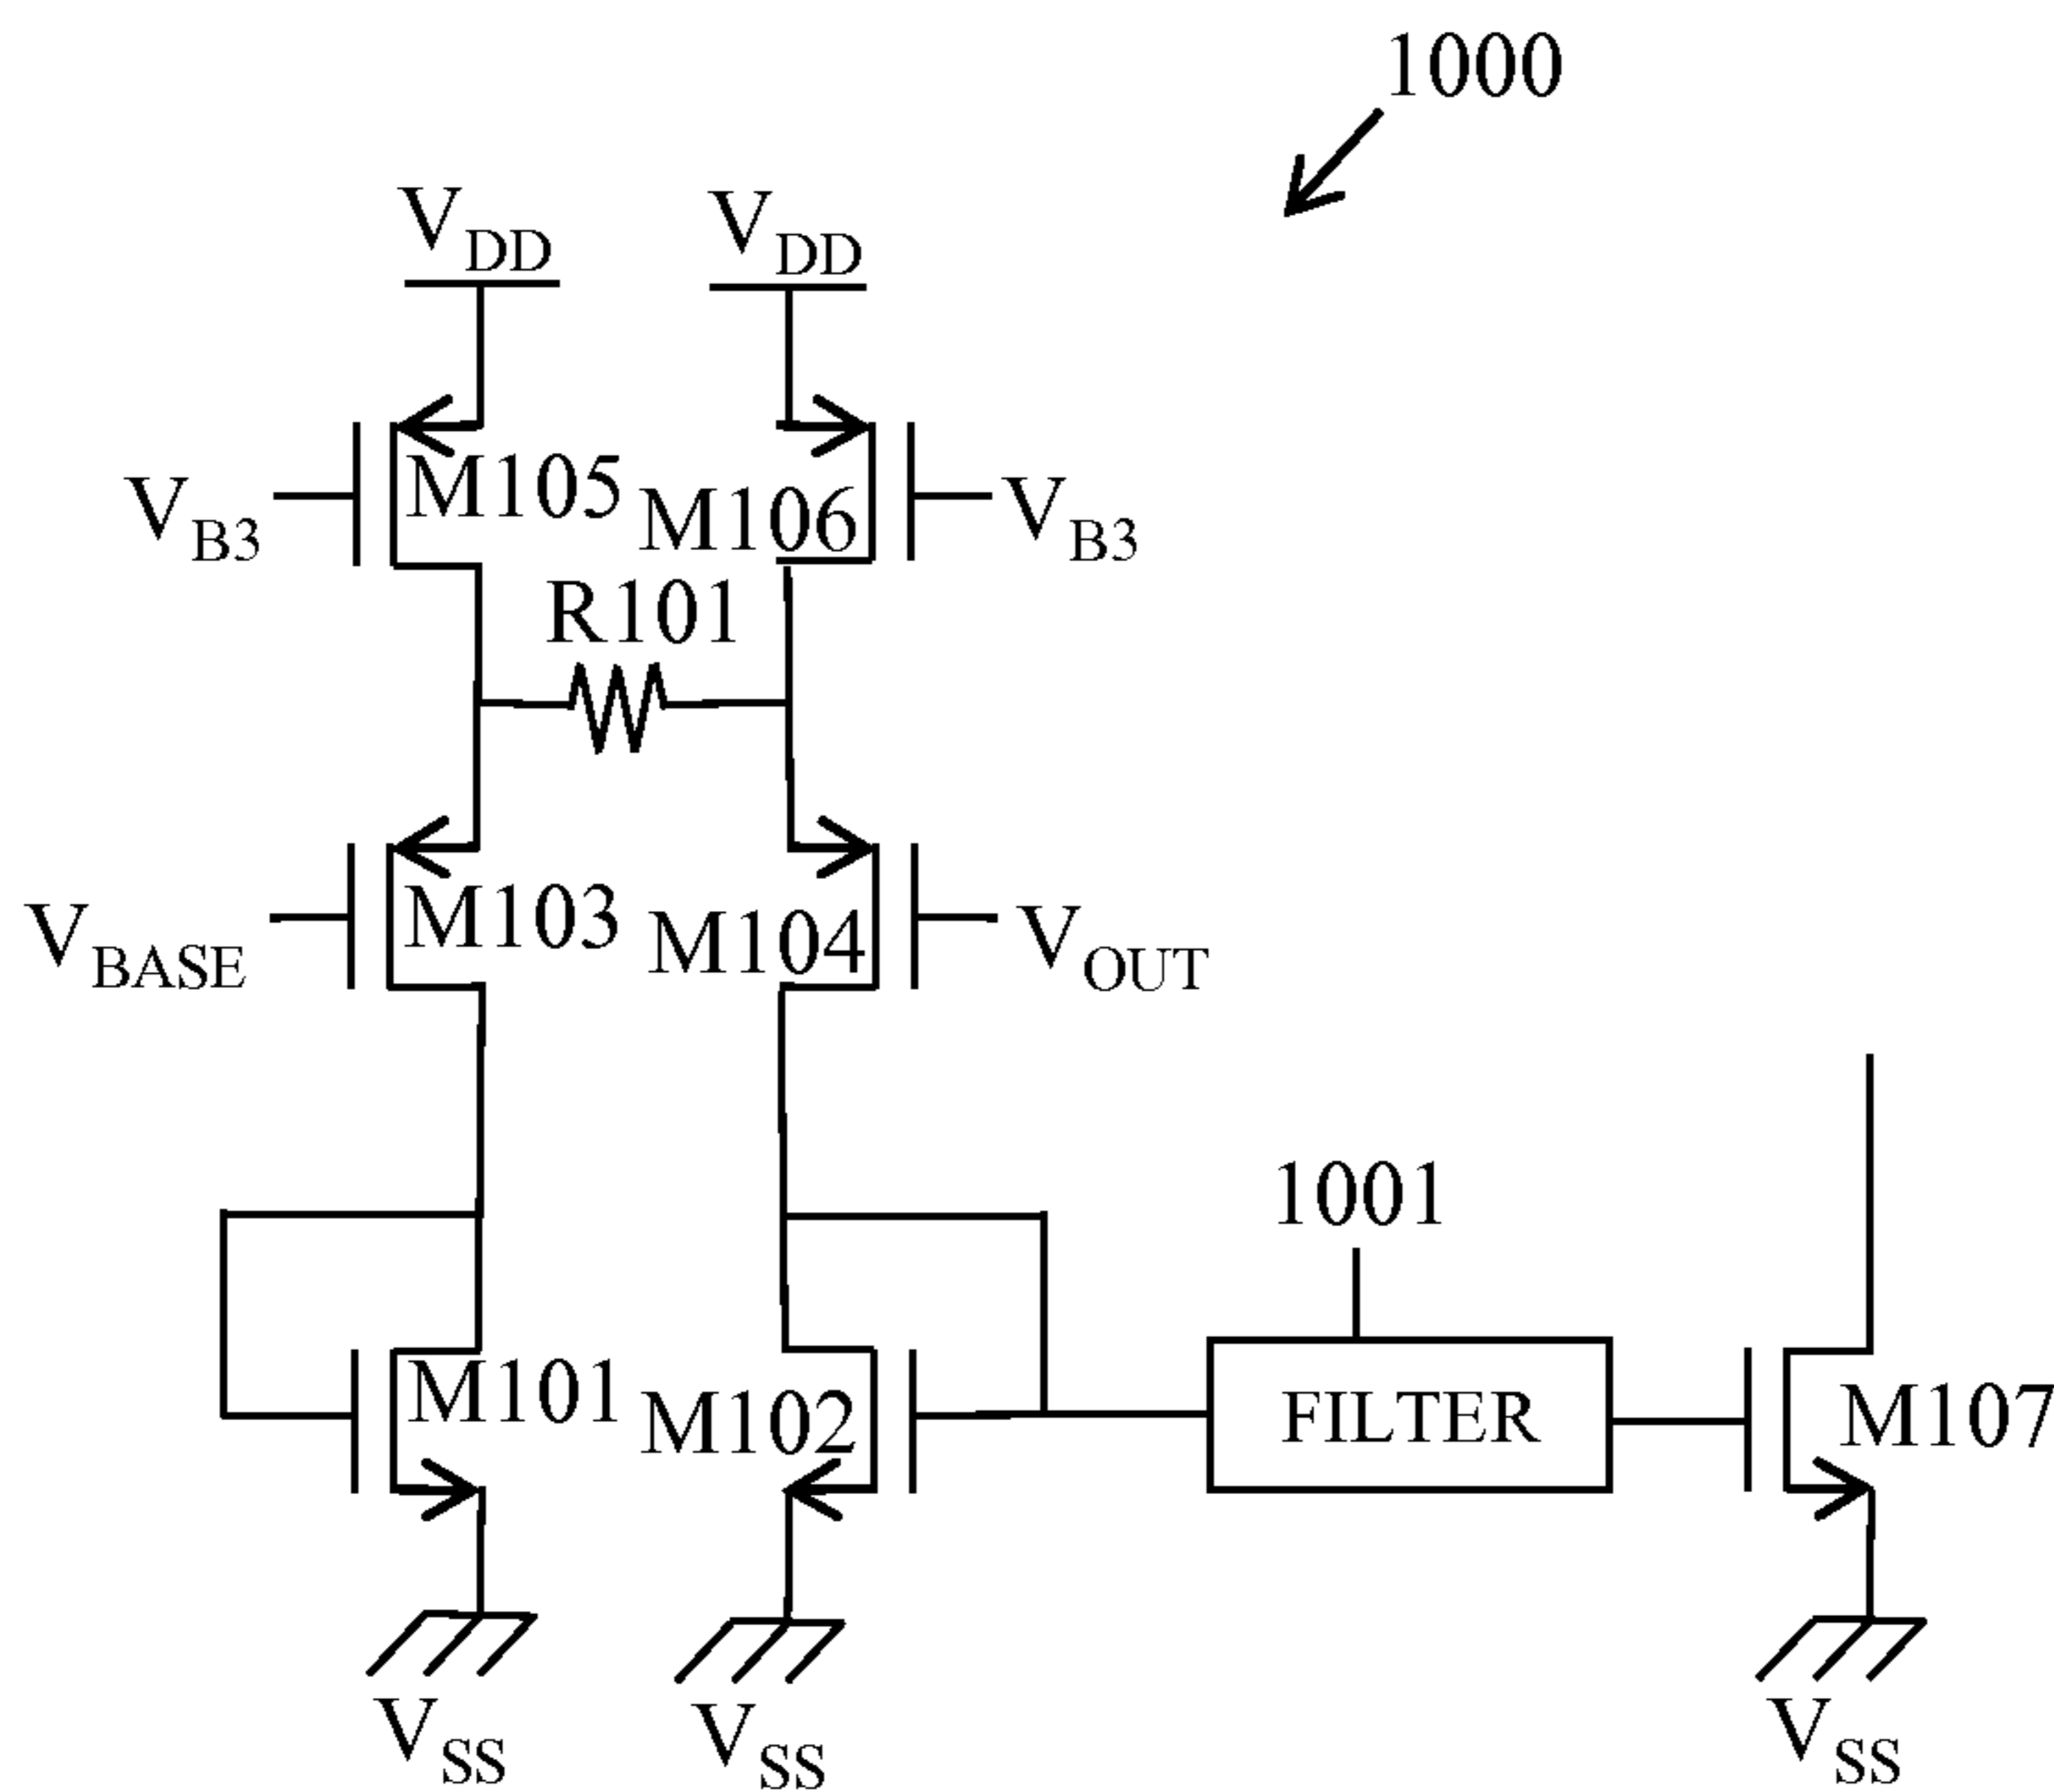 1000
VDD VDD
M105
VB3 M106 VB3
R101
M103
VBASE M104 VOUT
1001
M101
M102 FILTER M107
VSS VSS VSS